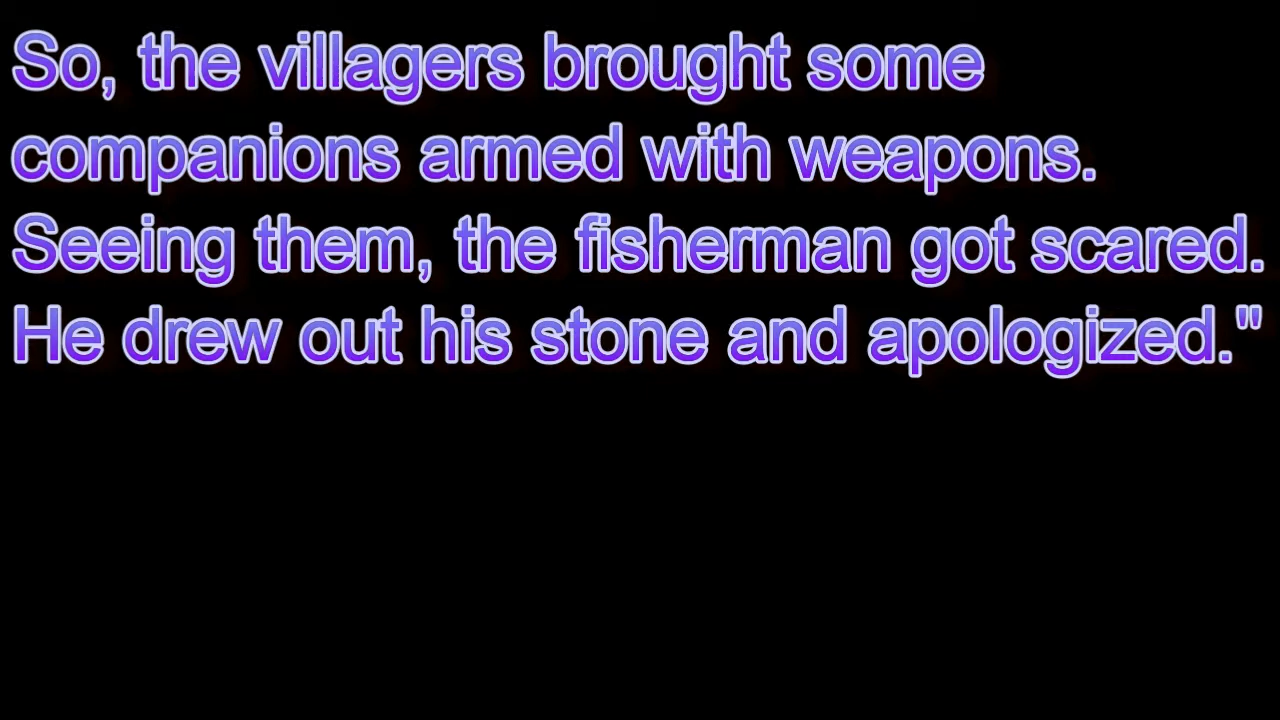 So, the villagers brought some
companions armed with weapons.
Seeing them, the fisherman got scared.
He drew out his stone and apologized."